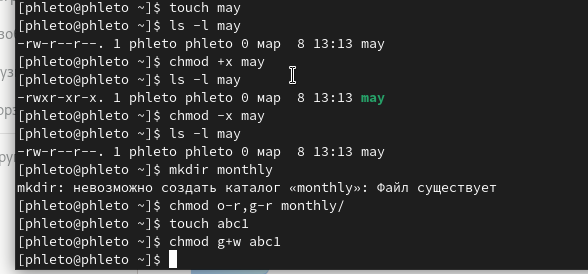 [phleto@phleto ~]$ touch may
[phleto@phleto ~]$ ls -l may
-rw-r--r--. 1 phleto phleto 0 мар  8 13:13 may
[phleto@phleto ~]$ chmod +x may
[phleto@phleto ~]$ ls -l may
-rwxr-xr-x. 1 phleto phleto 0 мар  8 13:13 may
[phleto@phleto ~]$ chmod -x may
[phleto@phleto ~]$ ls -l may
-rw-r--r--. 1 phleto phleto 0 мар  8 13:13 may
[phleto@phleto ~]$ mkdir monthly
mkdir: невозможно создать каталог «monthly»: Файл существует
[phleto@phleto ~]$ chmod o-r,g-r monthly/
[phleto@phleto ~]$ touch abc1
[phleto@phleto ~]$ chmod g+w abc1
[phleto@phleto ~]$